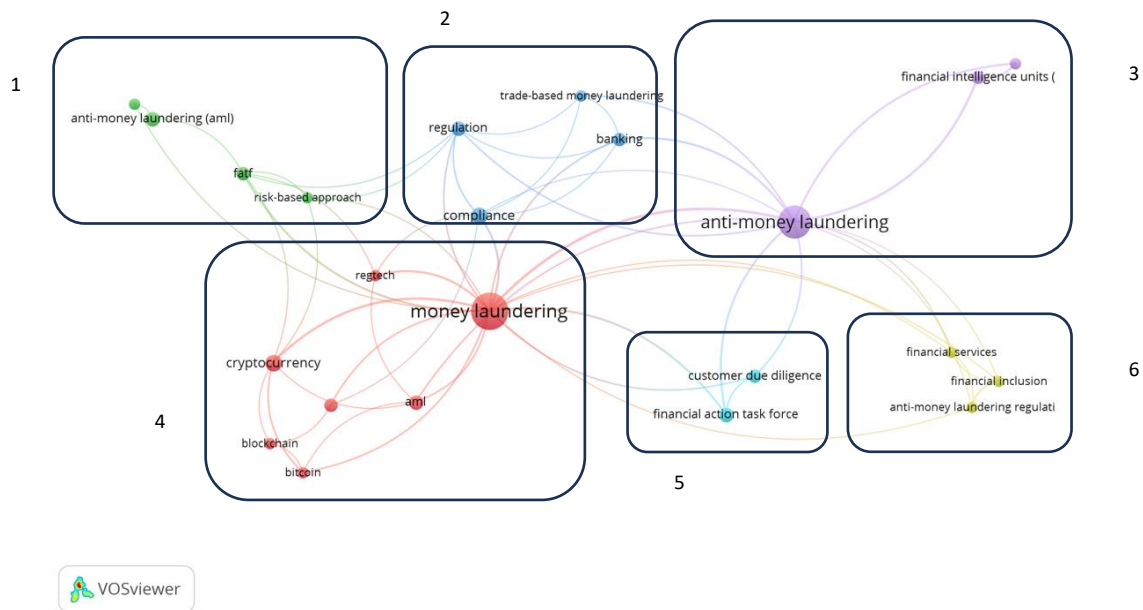 2
1
3
trade-based money laundering
financial intelligence units (
anti-money laundering (aml)
regulation
banking
fatf
risk-based approach
compliance
anti-money laundering
regtech
money laundering
cryptocurrency
financial services
6
customer due diligence
financial inclusion
aml
financial action task force
anti-money laundering regulati
4
blockchain
bitcoin
5
VOSviewer